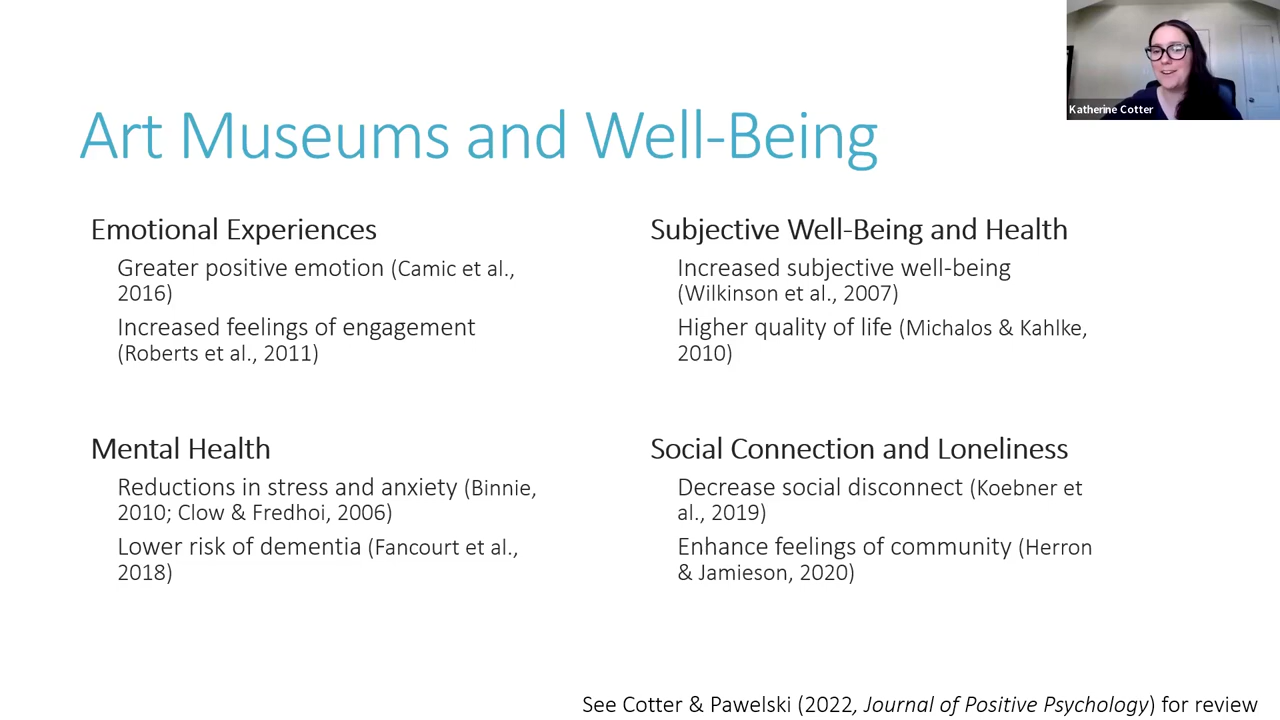 Katherine Cotter
Art Museums and Well-Being
Emotional Experiences
Greater positive emotion (Camic et al.,
2016)
Increased feelings of engagement
(Roberts et al., 2011)
Mental Health
Reductions in stress and anxiety (Binnie,
2010; Clow & Fredhoi, 2006)
Lower risk of dementia (Fancourt et al.,
2018)
Subjective Well-Being and Health
Increased subjective well-being
(Wilkinson et al., 2007)
Higher quality of life (Michalos & Kahlke,
2010)
Social Connection and Loneliness
Decrease social disconnect (Koebner et
al., 2019)
Enhance feelings of community (Herron
& Jamieson, 2020)
See Cotter & Pawelski (2022, Journal of Positive Psychology) for review